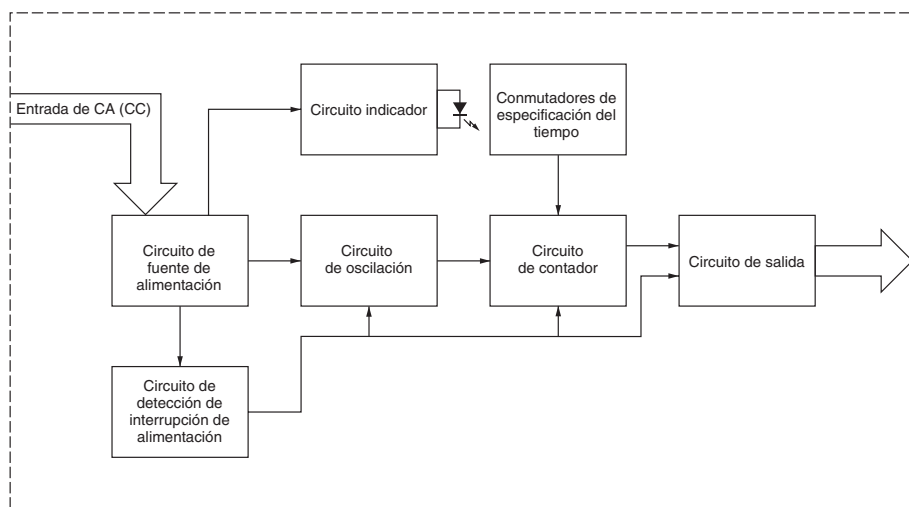 Entrada de CA (CC)
Circuito indicador
Conmutadores de
especificación del
tiempo
Circuito de
fuente de
alimentación
Circuito
de oscilación
Circuito
de contador
Circuito de salida
Circuito de
detección de
interrupción de
alimentación